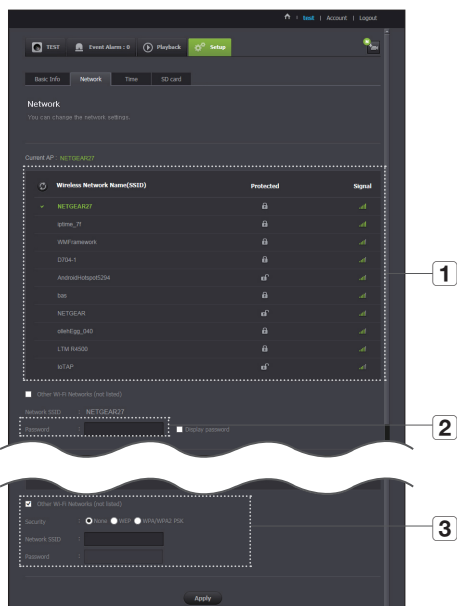 test | Account | Logout
TEST Event Alarm : 0 Playback Setup
Basic Info Network Time SD card
Network
You can change the network settings.
Current AP : NETGEAR27
Wireless Network Name(SSID) Protected Signal
NETGEAR27
iptime_7f
WMFramework
D704-1
AndroidHotspot5294
NETGEAR
ollehEgg_040
LTM R4500
IoTAP
1
Other Wi-Fi Networks (not listed)
Network SSID : NETGEAR27
Password : Display password
2
Other Wi-Fi Networks (not listed)
Security : None WEP WPA/WPA2 PSK
Network SSID :
Password :
3
Apply